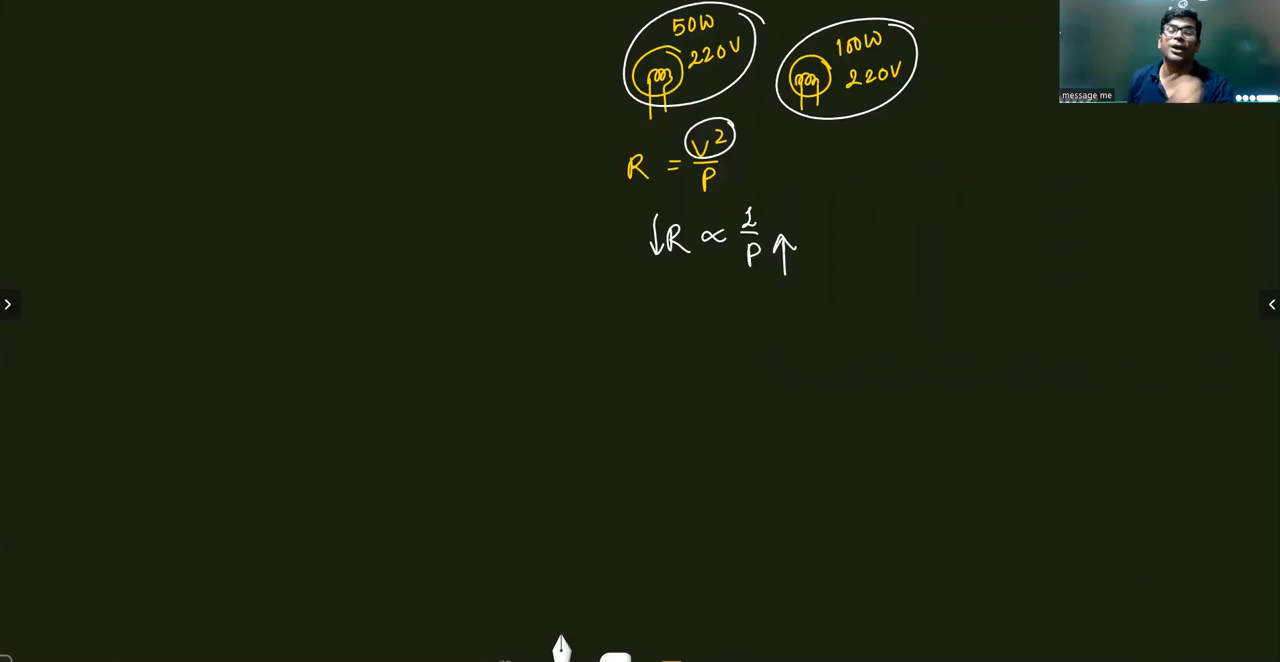 50W
220V
100W
220V
R = V²/P
↓R ∝ 1/P ↑
message me